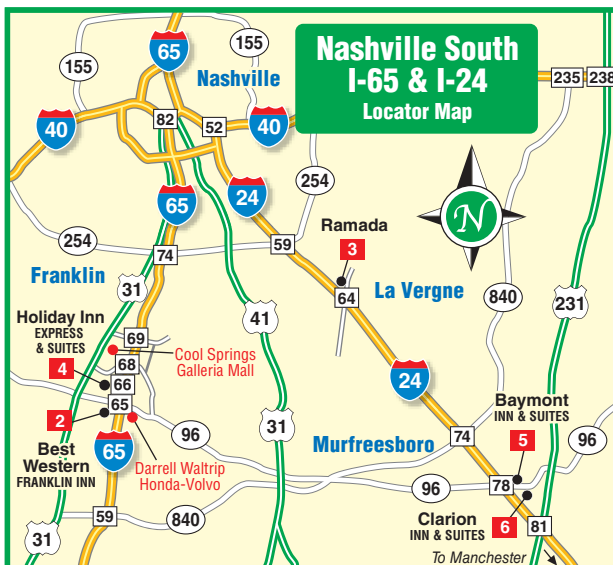 Nashville South
I-65 & I-24
Locator Map
65
155
155
Nashville
235
238
40
82
52
40
65
24
254
254
74
59
Ramada
3
N
Franklin
31
64
La Vergne
840
231
41
Holiday Inn
EXPRESS
& SUITES
4
69
Cool Springs
Galleria Mall
68
66
65
2
24
Baymont
INN & SUITES
5
96
31
Best
Western
FRANKLIN INN
65
96
Darrell Waltrip
Honda-Volvo
Murfreesboro
74
96
78
59
840
31
Clarion
INN & SUITES
6
81
To Manchester